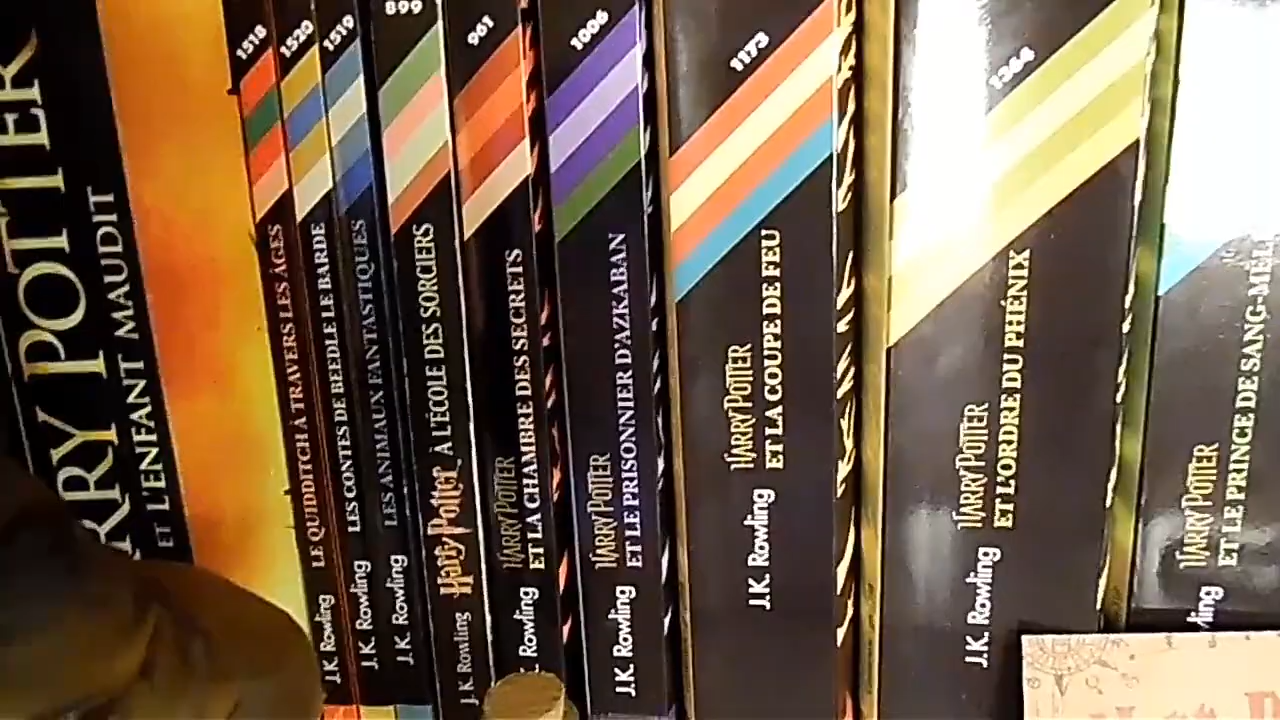 HARRY POTTER
ET L'ENFANT MAUDIT
1518
LE QUIDDITCH À TRAVERS LES ÂGES
J.K. Rowling
1520
LES CONTES DE BEEDLE LE BARDE
J.K. Rowling
1519
LES ANIMAUX FANTASTIQUES
J.K. Rowling
899
J.K. Rowling
Harry Potter À L'ÉCOLE DES SORCIERS
961
Rowling
HARRY POTTER
ET LA CHAMBRE DES SECRETS
1006
J.K. Rowling
HARRY POTTER
ET LE PRISONNIER D'AZKABAN
1173
J.K. Rowling
HARRY POTTER
ET LA COUPE DE FEU
1364
J.K. Rowling
HARRY POTTER
ET L'ORDRE DU PHÉNIX
HARRY POTTER
ET LE PRINCE DE SANG-MÊL